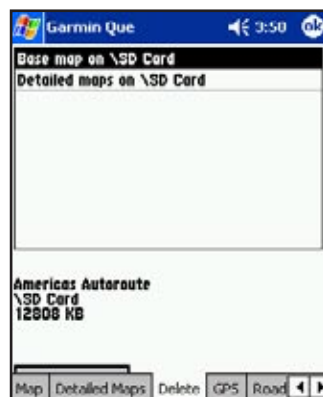 Garmin Que 3:50 ok
Base map on \SD Card
Detailed maps on \SD Card
Americas Autoroute
\SD Card
12808 KB
Map Detailed Maps Delete GPS Road